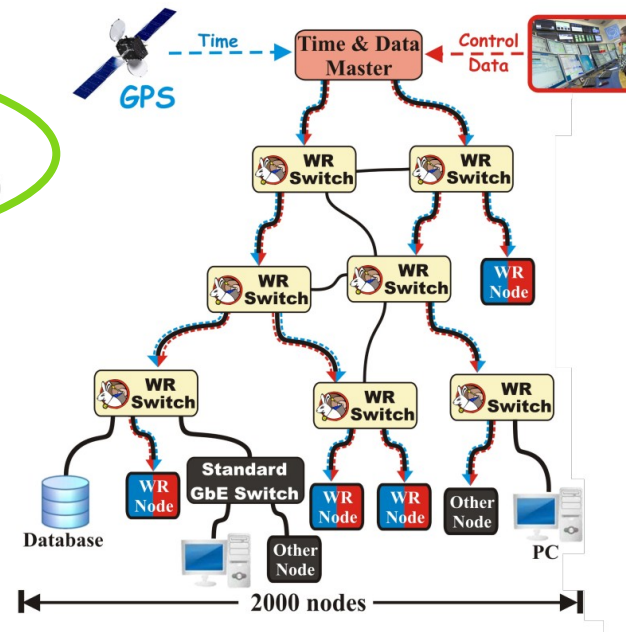 Time
Time & Data
Master
Control
Data
GPS
WR
Switch
WR
Switch
WR
Switch
WR
Switch
WR
Node
WR
Switch
WR
Switch
WR
Switch
Database
WR
Node
Standard
GbE Switch
WR
Node
WR
Node
Other
Node
PC
Other
Node
2000 nodes